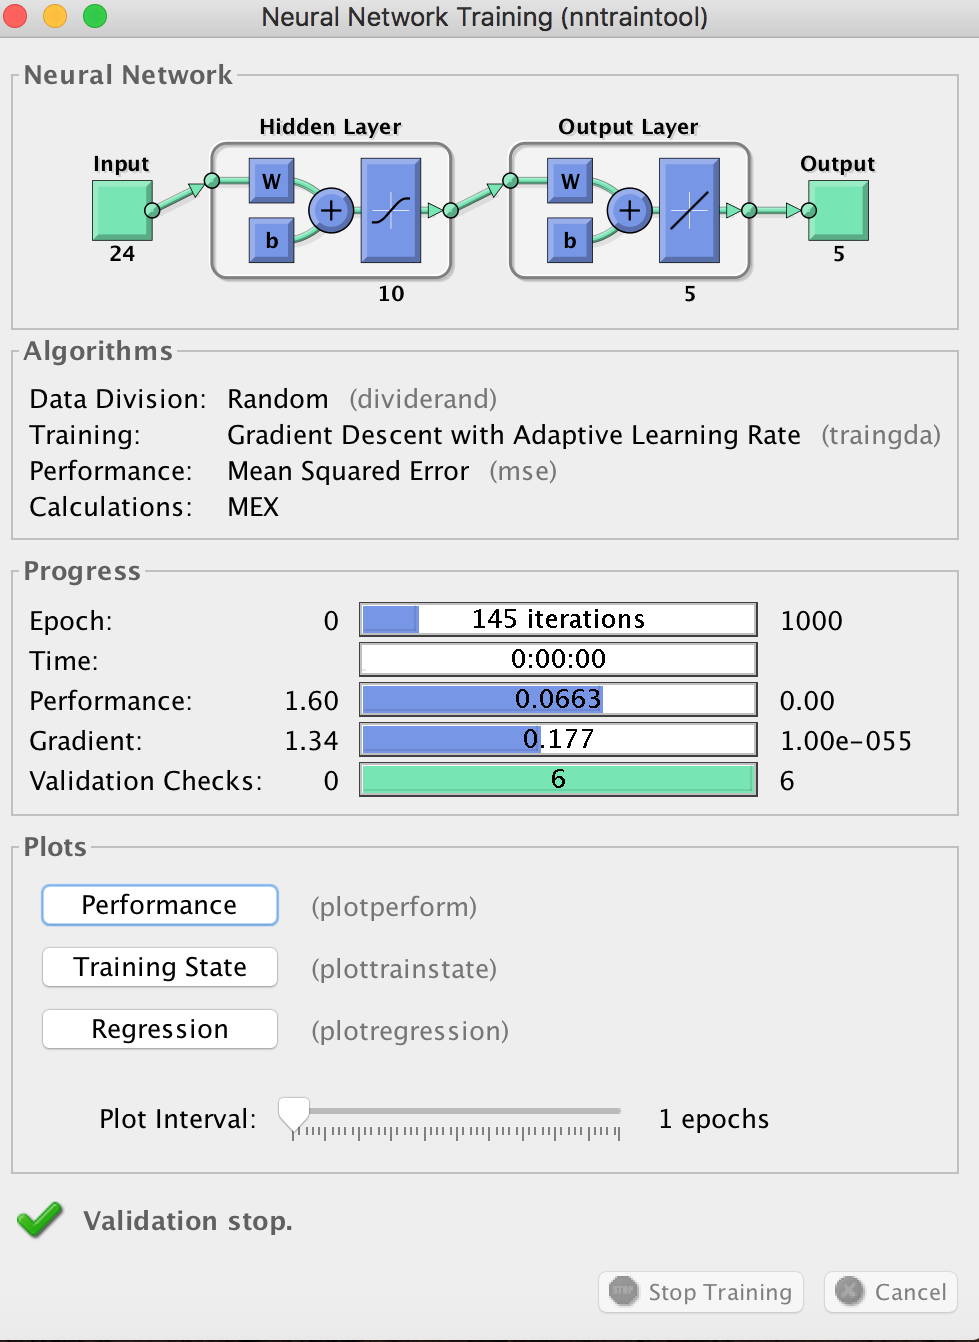 Neural Network Training (nntraintool)
Neural Network
Hidden Layer Output Layer
Input Output
W W
b b
24 5
10 5
Algorithms
Data Division: Random (dividerand)
Training: Gradient Descent with Adaptive Learning Rate (traingda)
Performance: Mean Squared Error (mse)
Calculations: MEX
Progress
Epoch: 0 145 iterations 1000
Time: 0:00:00
Performance: 1.60 0.0663 0.00
Gradient: 1.34 0.177 1.00e-055
Validation Checks: 0 6 6
Plots
Performance (plotperform)
Training State (plottrainstate)
Regression (plotregression)
Plot Interval: 1 epochs
Validation stop.
STOP Stop Training Cancel